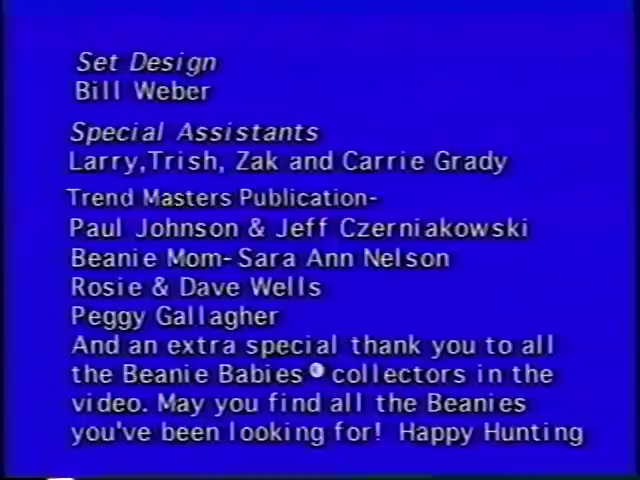 Set Design
Bill Weber
Special Assistants
Larry,Trish, Zak and Carrie Grady
Trend Masters Publication-
Paul Johnson & Jeff Czerniakowski
Beanie Mom- Sara Ann Nelson
Rosie & Dave Wells
Peggy Gallagher
And an extra special thank you to all
the Beanie Babies® collectors in the
video. May you find all the Beanies
you've been looking for! Happy Hunting